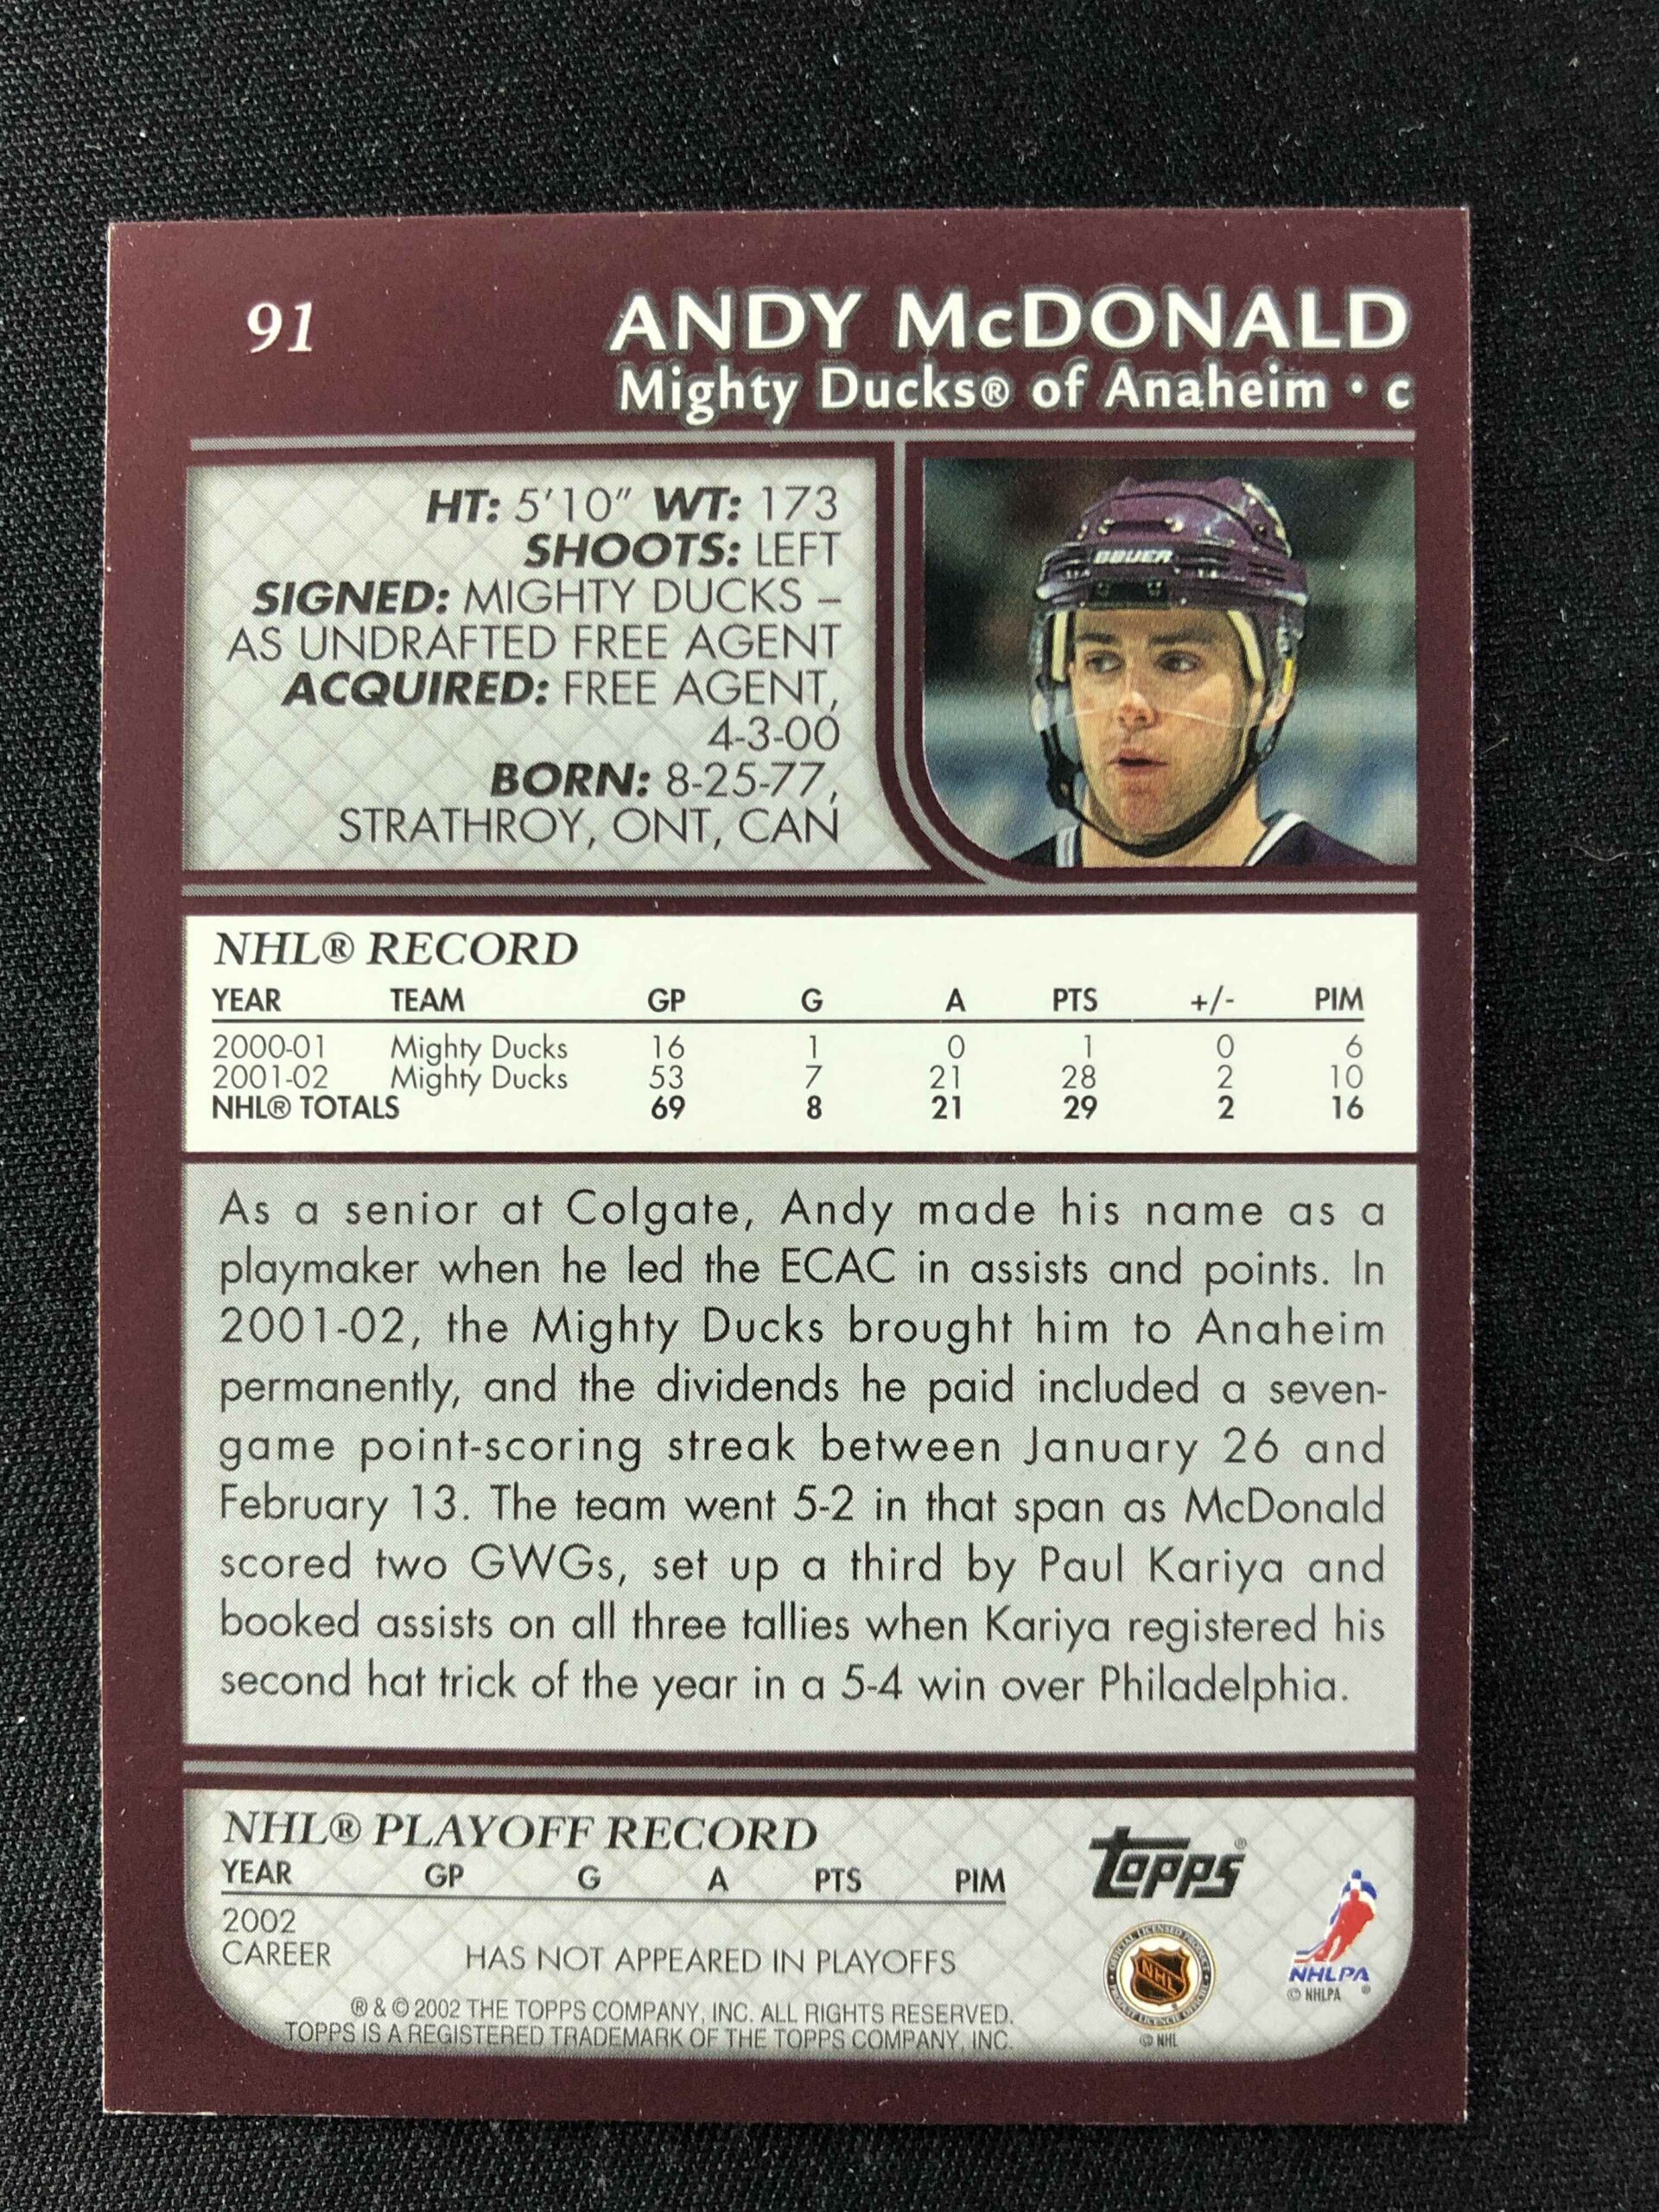 91
ANDY McDONALD
Mighty Ducks® of Anaheim • C
HT: 5'10" WT: 173
SHOOTS: LEFT
SIGNED: MIGHTY DUCKS –
AS UNDRAFTED FREE AGENT
ACQUIRED: FREE AGENT,
4-3-00
BORN: 8-25-77,
STRATHROY, ONT, CAN
BAUER
NHL® RECORD
YEAR TEAM GP G A PTS +/- PIM
2000-01 Mighty Ducks 16 1 0 1 0 6
2001-02 Mighty Ducks 53 7 21 28 2 10
NHL® TOTALS 69 8 21 29 2 16
As a senior at Colgate, Andy made his name as a
playmaker when he led the ECAC in assists and points. In
2001-02, the Mighty Ducks brought him to Anaheim
permanently, and the dividends he paid included a seven-
game point-scoring streak between January 26 and
February 13. The team went 5-2 in that span as McDonald
scored two GWGs, set up a third by Paul Kariya and
booked assists on all three tallies when Kariya registered his
second hat trick of the year in a 5-4 win over Philadelphia.
NHL® PLAYOFF RECORD
YEAR GP G A PTS PIM
2002
CAREER HAS NOT APPEARED IN PLAYOFFS
® & © 2002 THE TOPPS COMPANY, INC. ALL RIGHTS RESERVED.
TOPPS IS A REGISTERED TRADEMARK OF THE TOPPS COMPANY, INC.
Topps®
OFFICIAL LICENSED PRODUCT
NHL
© NHL
NHLPA
© NHLPA ®